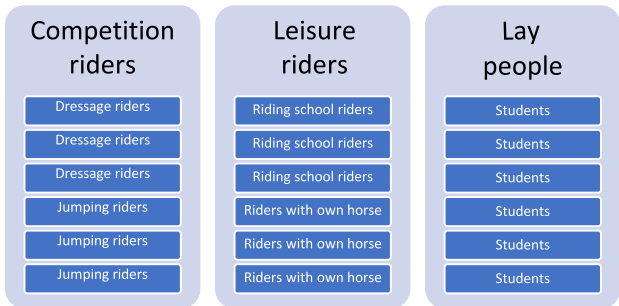 Competition
riders
Dressage riders
Dressage riders
Dressage riders
Jumping riders
Jumping riders
Jumping riders
Leisure
riders
Riding school riders
Riding school riders
Riding school riders
Riders with own horse
Riders with own horse
Riders with own horse
Lay
people
Students
Students
Students
Students
Students
Students